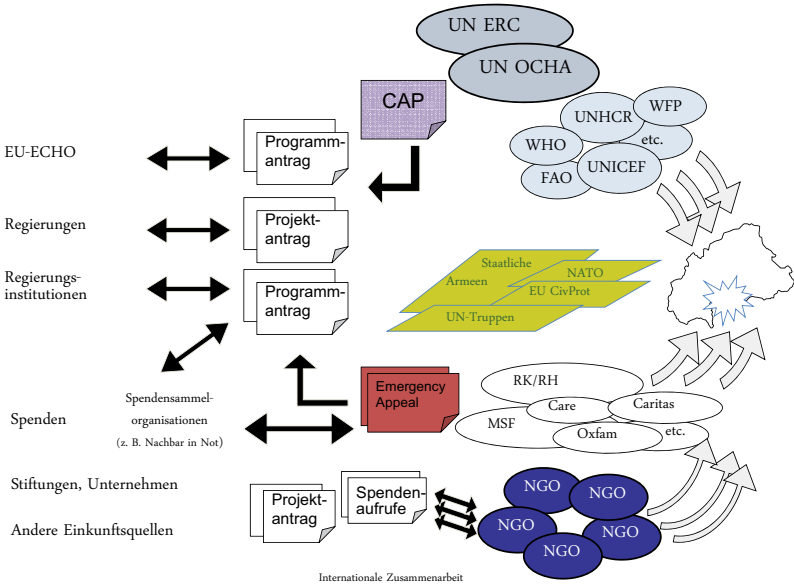 UN ERC
UN OCHA
CAP
UNHCR
WFP
WHO
etc.
FAO
UNICEF
EU-ECHO
Programm-
antrag
Regierungen
Projekt-
antrag
Regierungs-
institutionen
Programm-
antrag
Staatliche
Armeen
NATO
EU CivProt
UN-Truppen
Spenden
Spendensammel-
organisationen
(z. B. Nachbar in Not)
Emergency
Appeal
RK/RH
Care
Caritas
MSF
Oxfam
etc.
Stiftungen, Unternehmen
Andere Einkunftsquellen
Projekt-
antrag
Spenden-
aufrufe
NGO
NGO
NGO
NGO
NGO
Internationale Zusammenarbeit